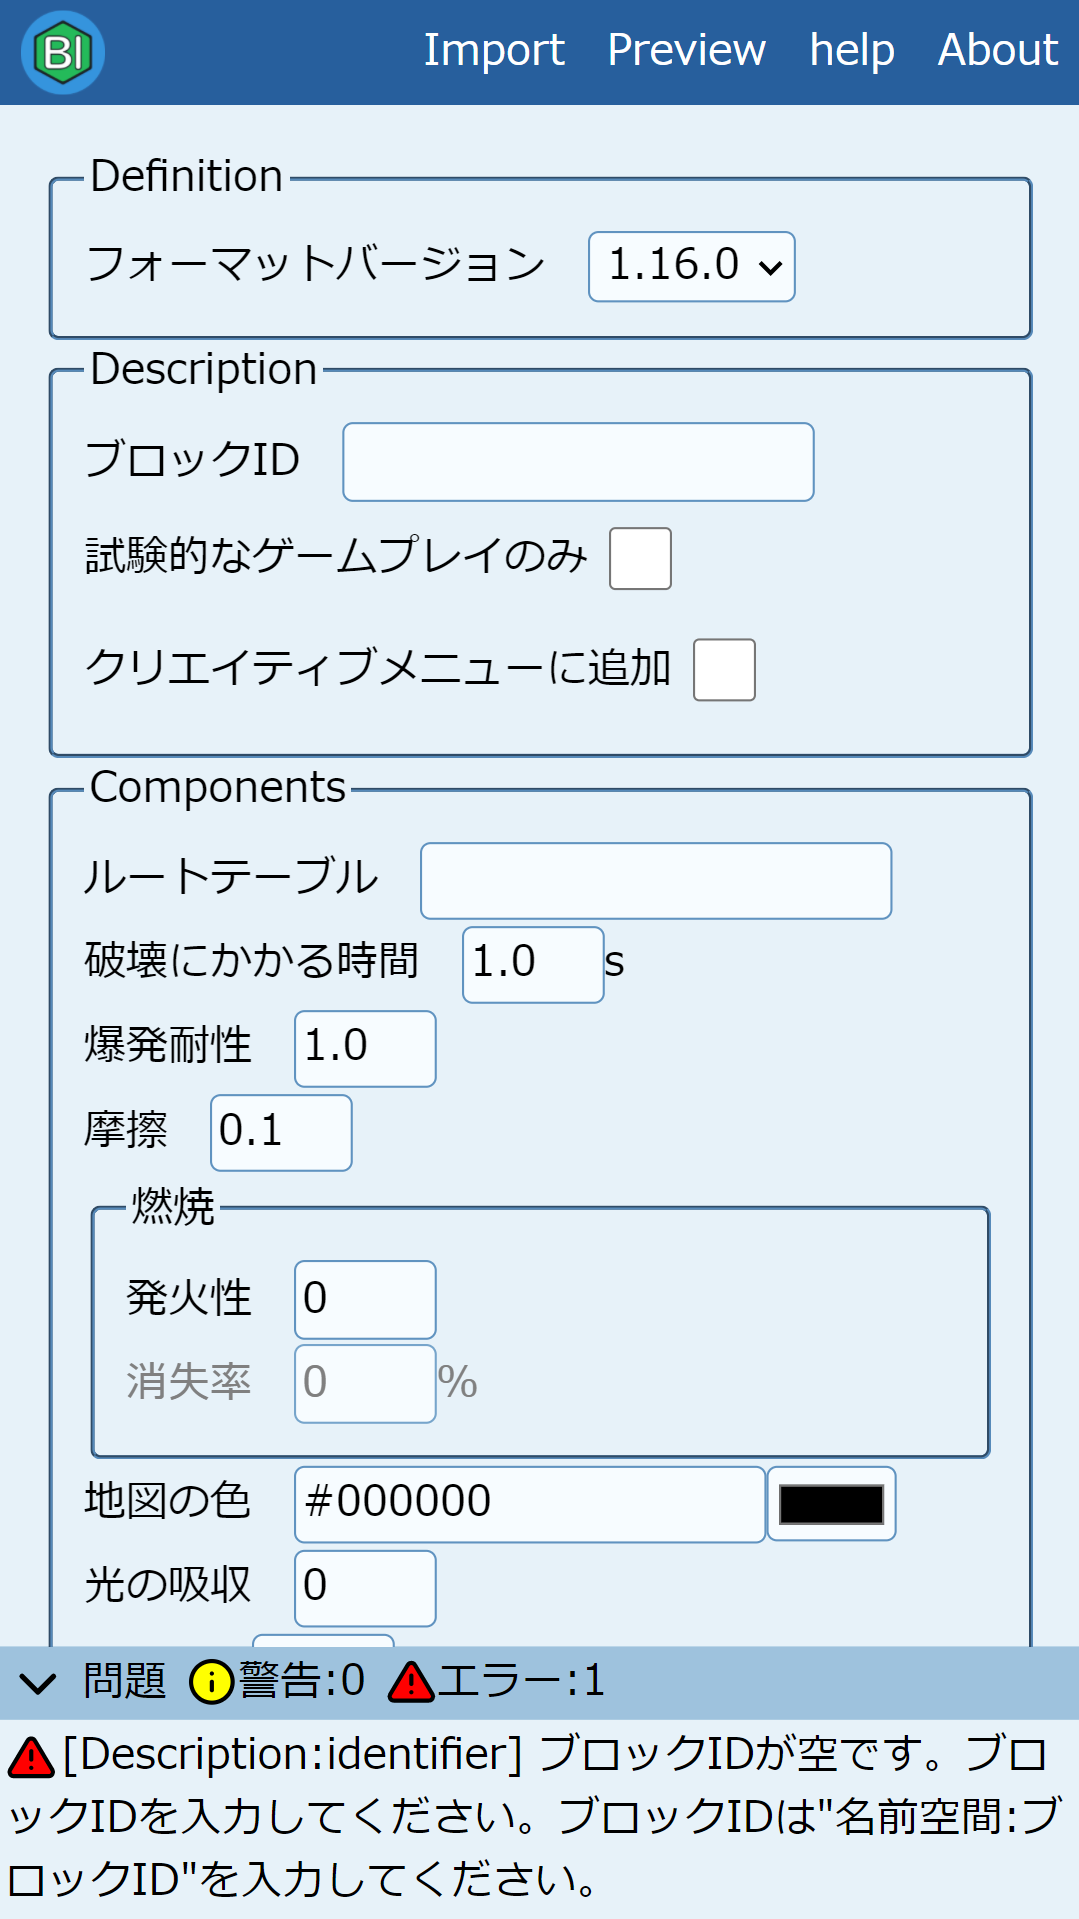 BI Import Preview help About
Definition
フォーマットバージョン 1.16.0
Description
ブロックID
試験的なゲームプレイのみ
クリエイティブメニューに追加
Components
ルートテーブル
破壊にかかる時間 1.0 s
爆発耐性 1.0
摩擦 0.1
燃焼
発火性 0
消失率 0 %
地図の色 #000000
光の吸収 0
問題 警告:0 エラー:1
[Description:identifier] ブロックIDが空です。ブロ
ックIDを入力してください。ブロックIDは"名前空間:ブ
ロックID"を入力してください。